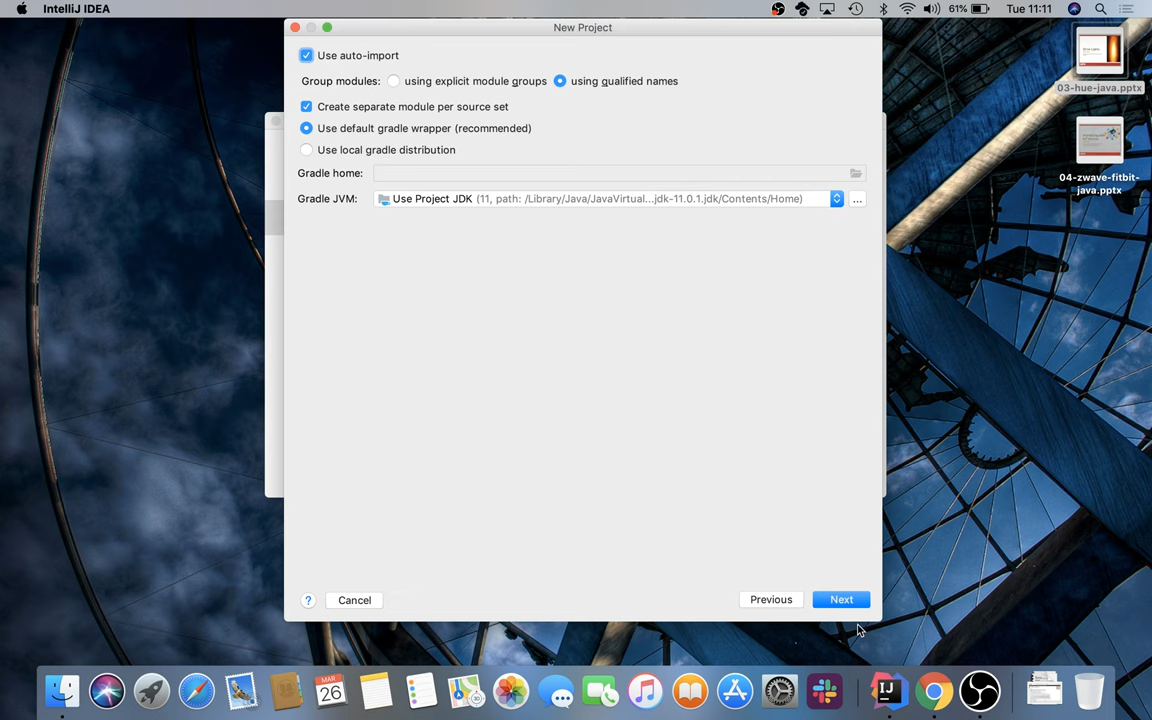 IntelliJ IDEA
61%
Tue 11:11
New Project
Use auto-import
Group modules:
using explicit module groups
using qualified names
Create separate module per source set
Use default gradle wrapper (recommended)
Use local gradle distribution
Gradle home:
Gradle JVM:
Use Project JDK (11, path: /Library/Java/JavaVirtual...jdk-11.0.1.jdk/Contents/Home)
...
?
Cancel
Previous
Next
03-hue-java.pptx
04-zwave-fitbit-
java.pptx
MAR
26
IJ